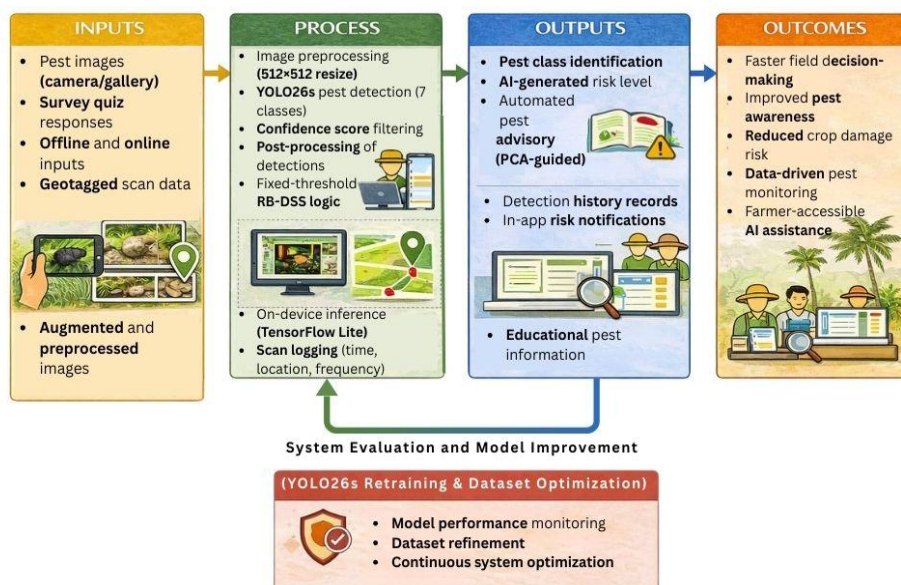 INPUTS
Pest images
(camera/gallery)
Survey quiz
responses
Offline and online
inputs
Geotagged scan data
Augmented and
preprocessed
images
PROCESS
Image preprocessing
(512×512 resize)
YOLO26s pest detection (7
classes)
Confidence score filtering
Post-processing of
detections
Fixed-threshold
RB-DSS logic
On-device inference
(TensorFlow Lite)
Scan logging (time,
location, frequency)
OUTPUTS
Pest class identification
AI-generated risk level
Automated
pest
advisory
(PCA-guided)
Detection history records
In-app risk notifications
Educational pest
information
OUTCOMES
Faster field decision-
making
Improved pest
awareness
Reduced crop damage
risk
Data-driven pest
monitoring
Farmer-accessible
AI assistance
System Evaluation and Model Improvement
(YOLO26s Retraining & Dataset Optimization)
Model performance monitoring
Dataset refinement
Continuous system optimization